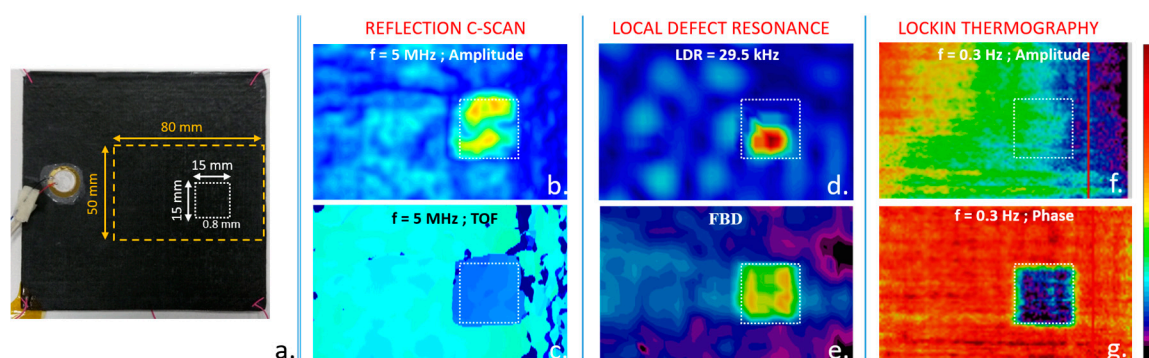 REFLECTION C-SCAN
LOCAL DEFECT RESONANCE
LOCKIN THERMOGRAPHY
f = 5 MHz ; Amplitude
LDR = 29.5 kHz
f = 0.3 Hz ; Amplitude
80 mm
50 mm
15 mm
15 mm
0.8 mm
b.
d.
f.
f = 5 MHz ; TQF
FBD
f = 0.3 Hz ; Phase
a.
c.
e.
g.